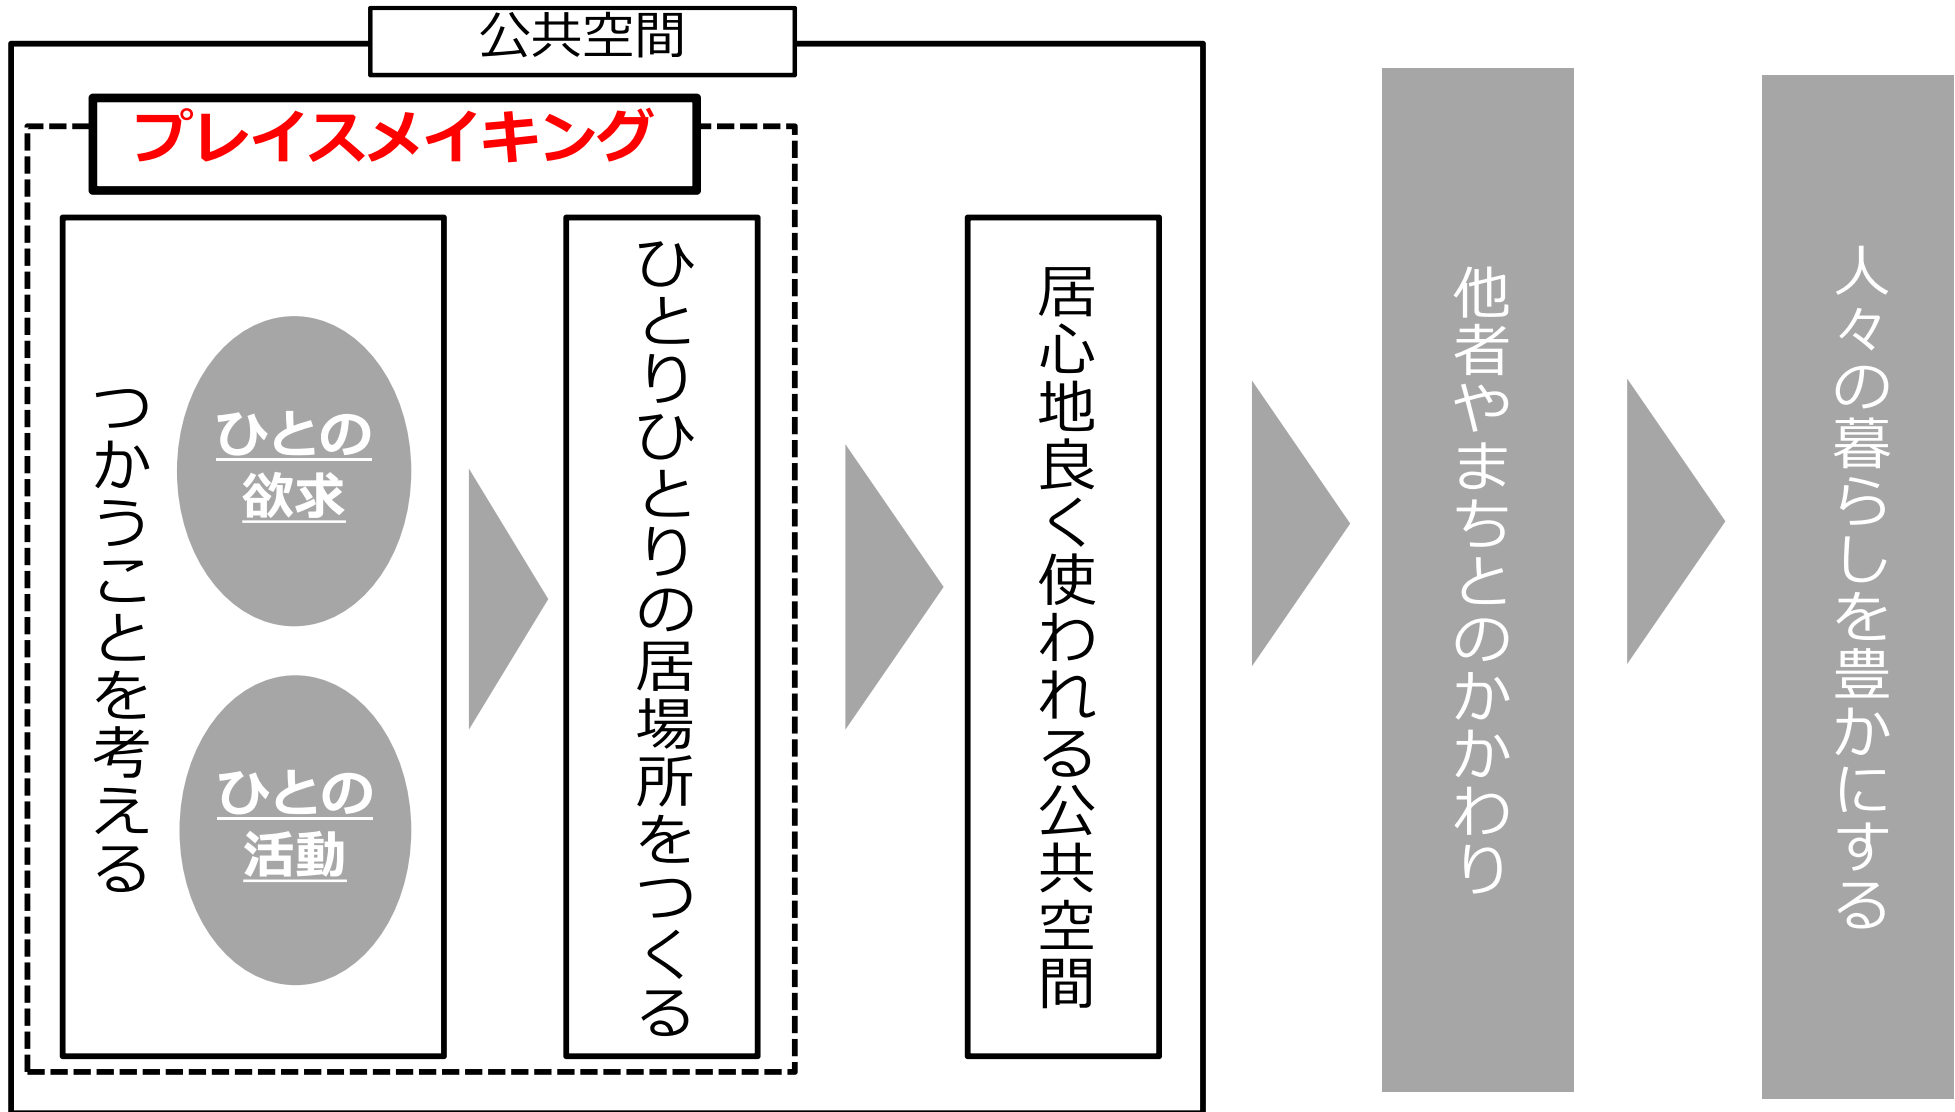 公共空間
プレイスメイキング
つかうことを考える
ひとの
欲求
ひとの
活動
ひとりひとりの居場所をつくる
居心地良く使われる公共空間
他者やまちとのかかわり
人々の暮らしを豊かにする